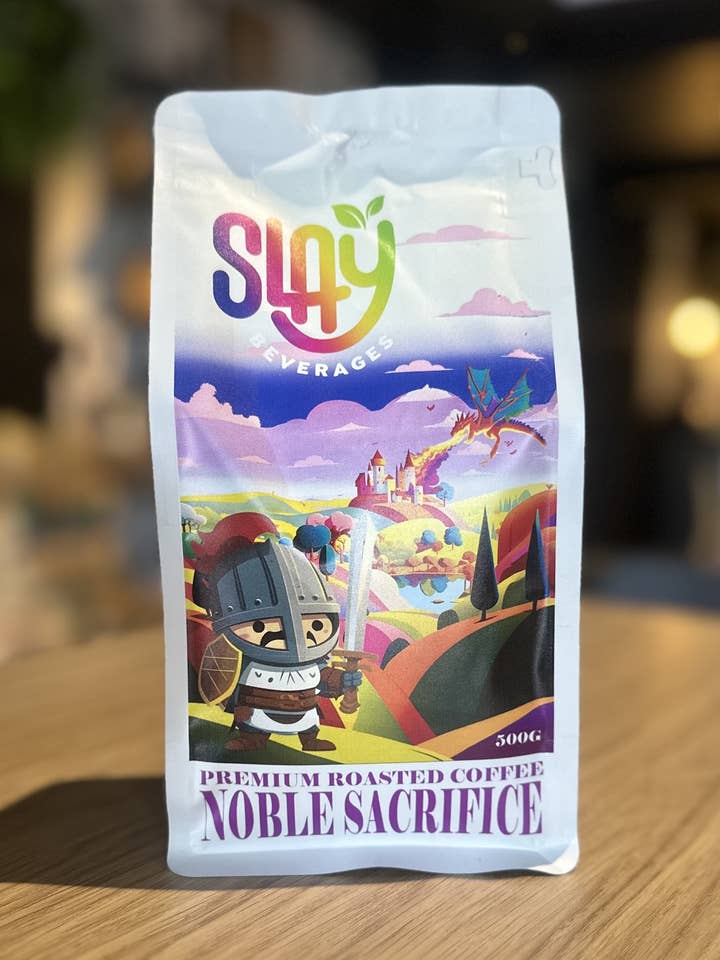 SLAY
BEVERAGES
500G
PREMIUM ROASTED COFFEE
NOBLE SACRIFICE